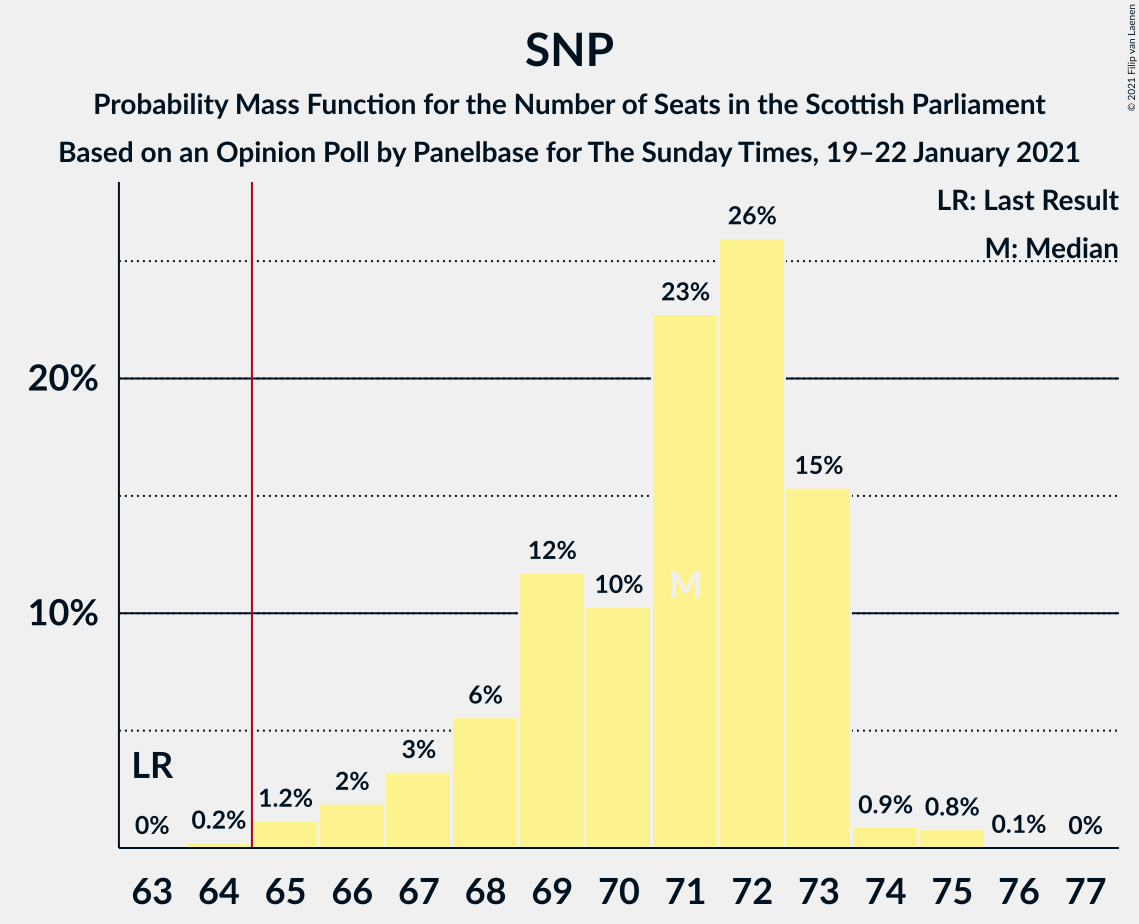 SNP
Probability Mass Function for the Number of Seats in the Scottish Parliament
Based on an Opinion Poll by Panelbase for The Sunday Times, 19–22 January 2021
© 2021 Filip van Laenen
LR: Last Result
M: Median
20%
10%
LR
0%
0.2%
1.2%
2%
3%
6%
12%
10%
23%
M
26%
15%
0.9%
0.8%
0.1%
0%
63 64 65 66 67 68 69 70 71 72 73 74 75 76 77